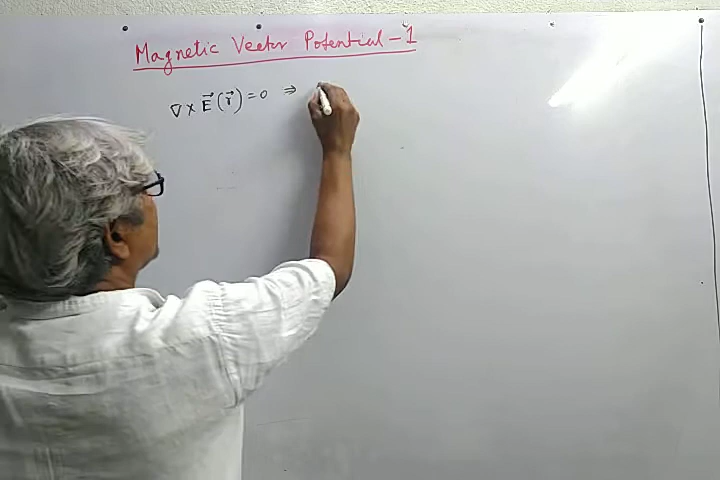 Magnetic Vector Potential - 1
∇ × E⃗(r⃗) = 0 ⇒